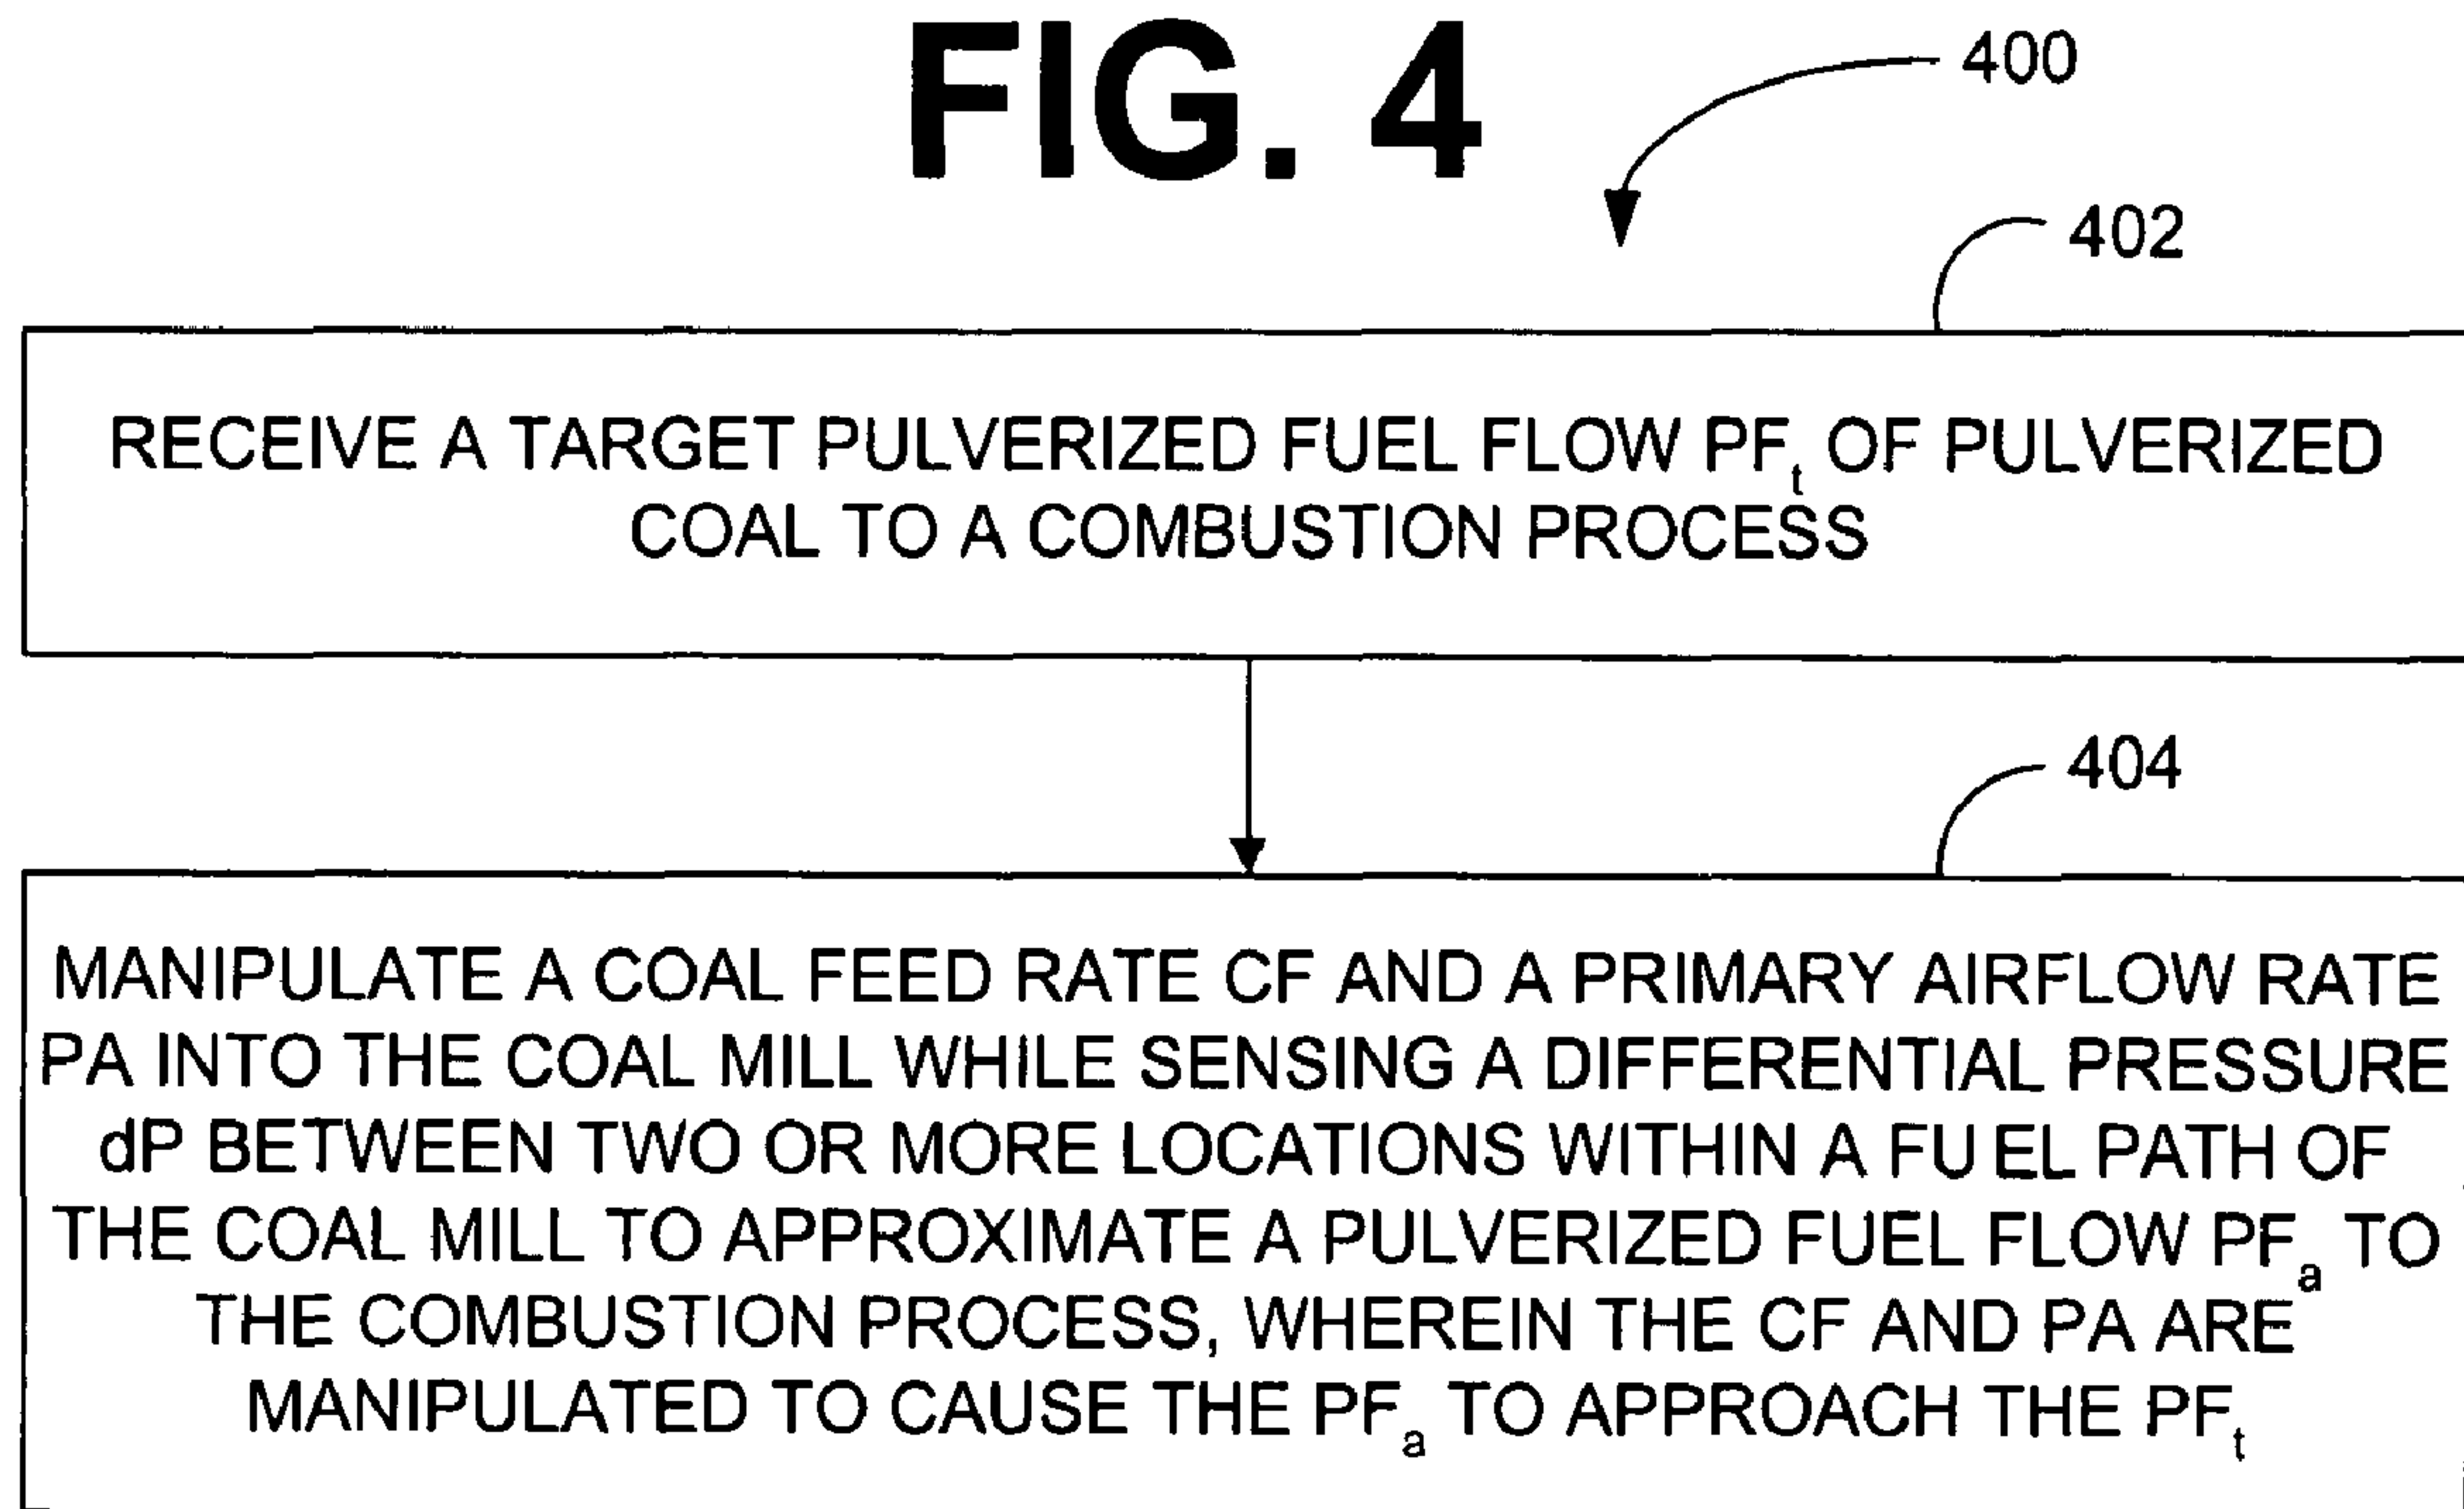 FIG. 4
400
402
RECEIVE A TARGET PULVERIZED FUEL FLOW PFt OF PULVERIZED
COAL TO A COMBUSTION PROCESS
404
MANIPULATE A COAL FEED RATE CF AND A PRIMARY AIRFLOW RATE
PA INTO THE COAL MILL WHILE SENSING A DIFFERENTIAL PRESSURE
dP BETWEEN TWO OR MORE LOCATIONS WITHIN A FUEL PATH OF
THE COAL MILL TO APPROXIMATE A PULVERIZED FUEL FLOW PFa TO
THE COMBUSTION PROCESS, WHEREIN THE CF AND PA ARE
MANIPULATED TO CAUSE THE PFa TO APPROACH THE PFt